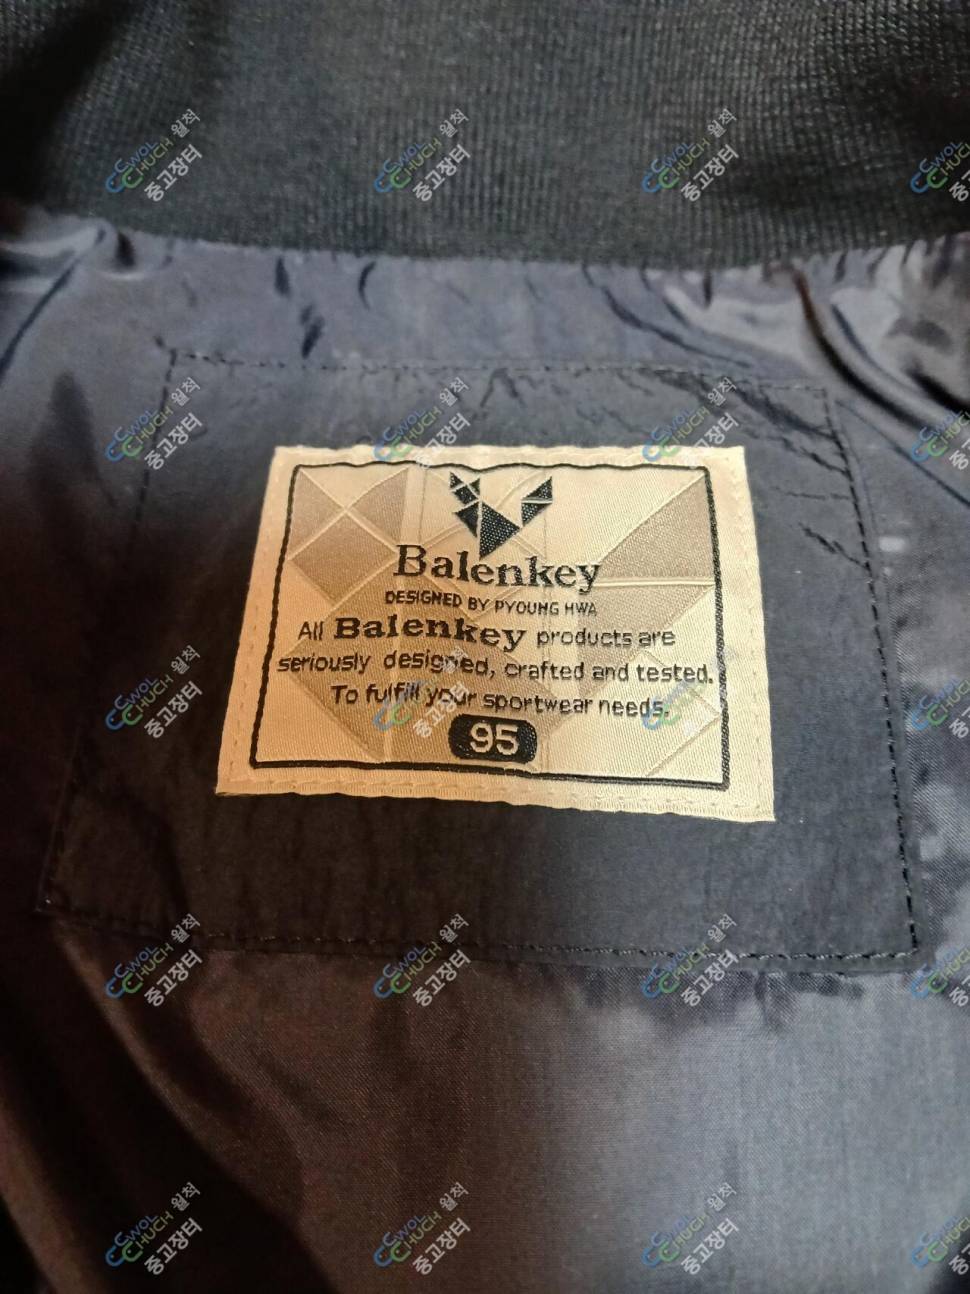 Balenkey
DESIGNED BY PYOUNG HWA
All Balenkey products are
seriously designed, crafted and tested.
To fulfill your sportwear needs.
95
CWOL
CHUCH 월척
중고장터